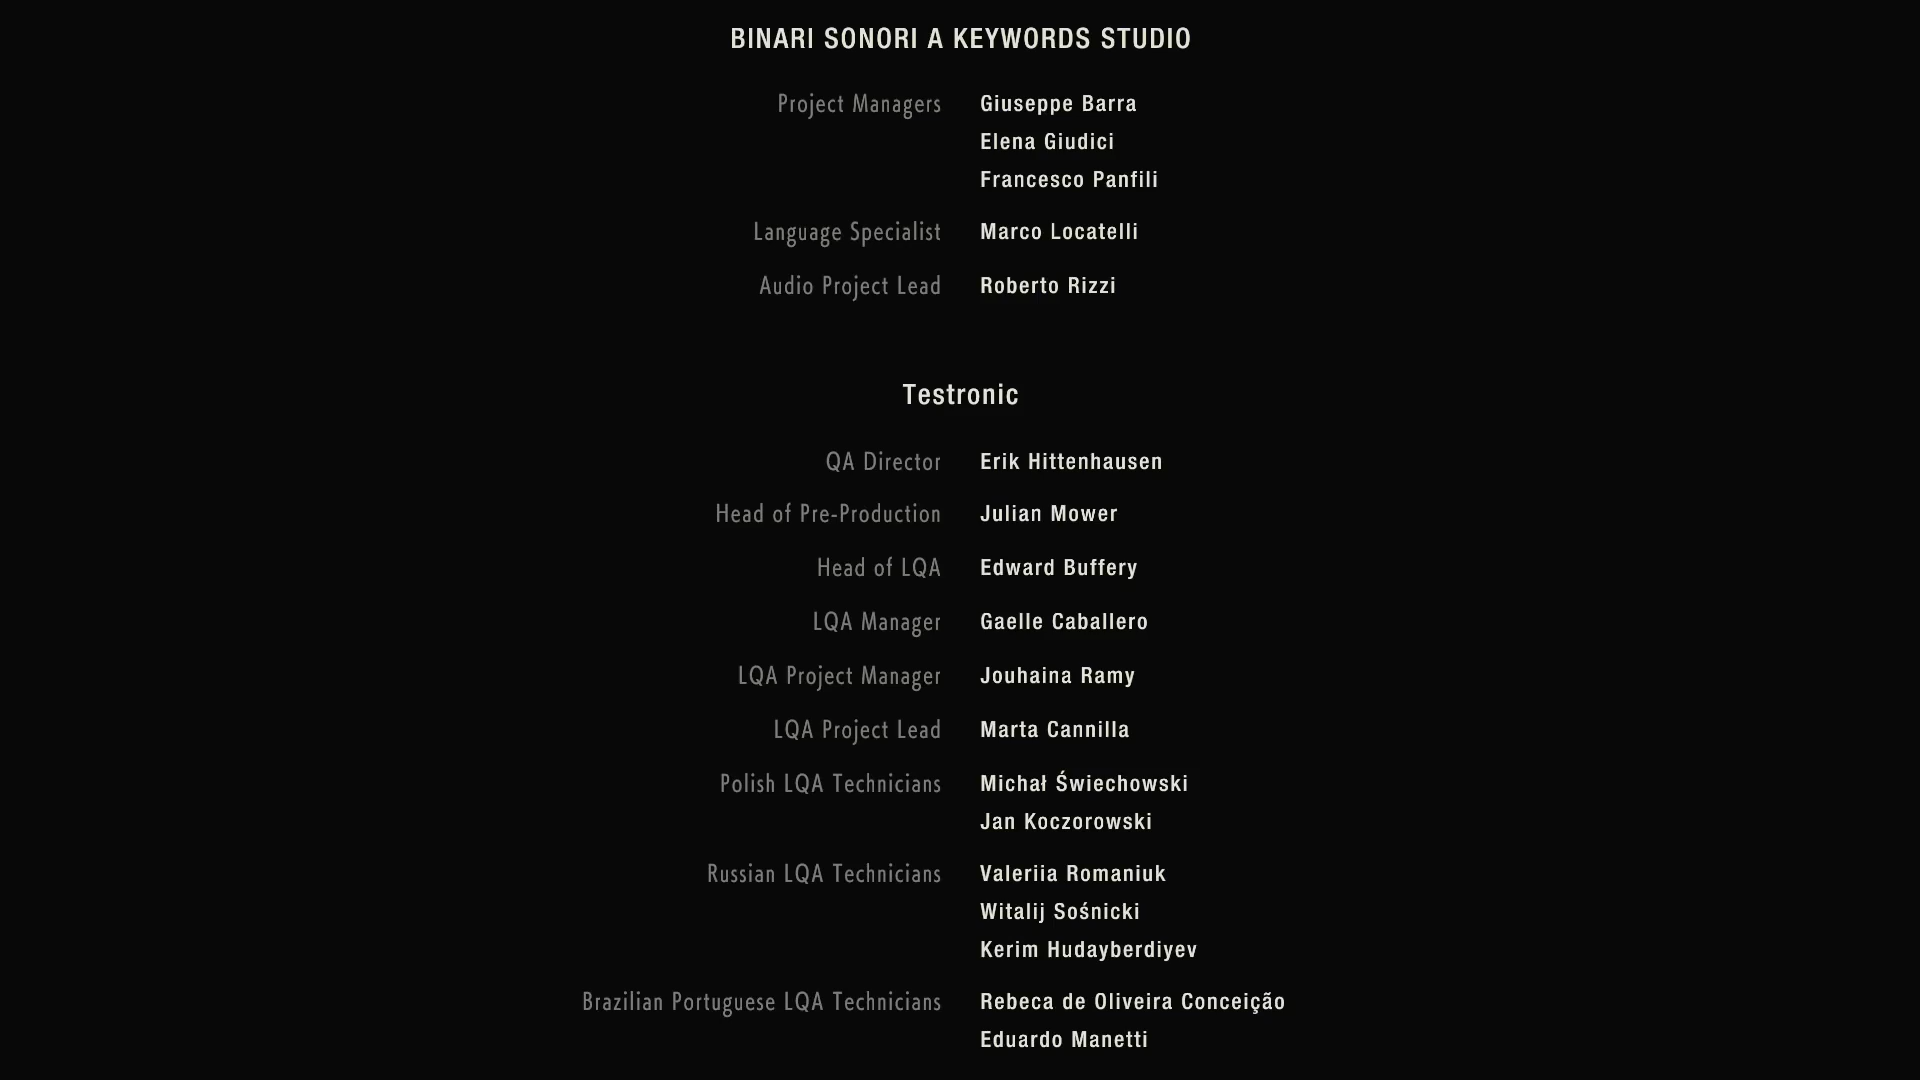 BINARI SONORI A KEYWORDS STUDIO
Project Managers Giuseppe Barra
Elena Giudici
Francesco Panfili
Language Specialist Marco Locatelli
Audio Project Lead Roberto Rizzi
Testronic
QA Director Erik Hittenhausen
Head of Pre-Production Julian Mower
Head of LQA Edward Buffery
LQA Manager Gaelle Caballero
LQA Project Manager Jouhaina Ramy
LQA Project Lead Marta Cannilla
Polish LQA Technicians Michał Świechowski
Jan Koczorowski
Russian LQA Technicians Valeriia Romaniuk
Witalij Sośnicki
Kerim Hudayberdiyev
Brazilian Portuguese LQA Technicians Rebeca de Oliveira Conceição
Eduardo Manetti